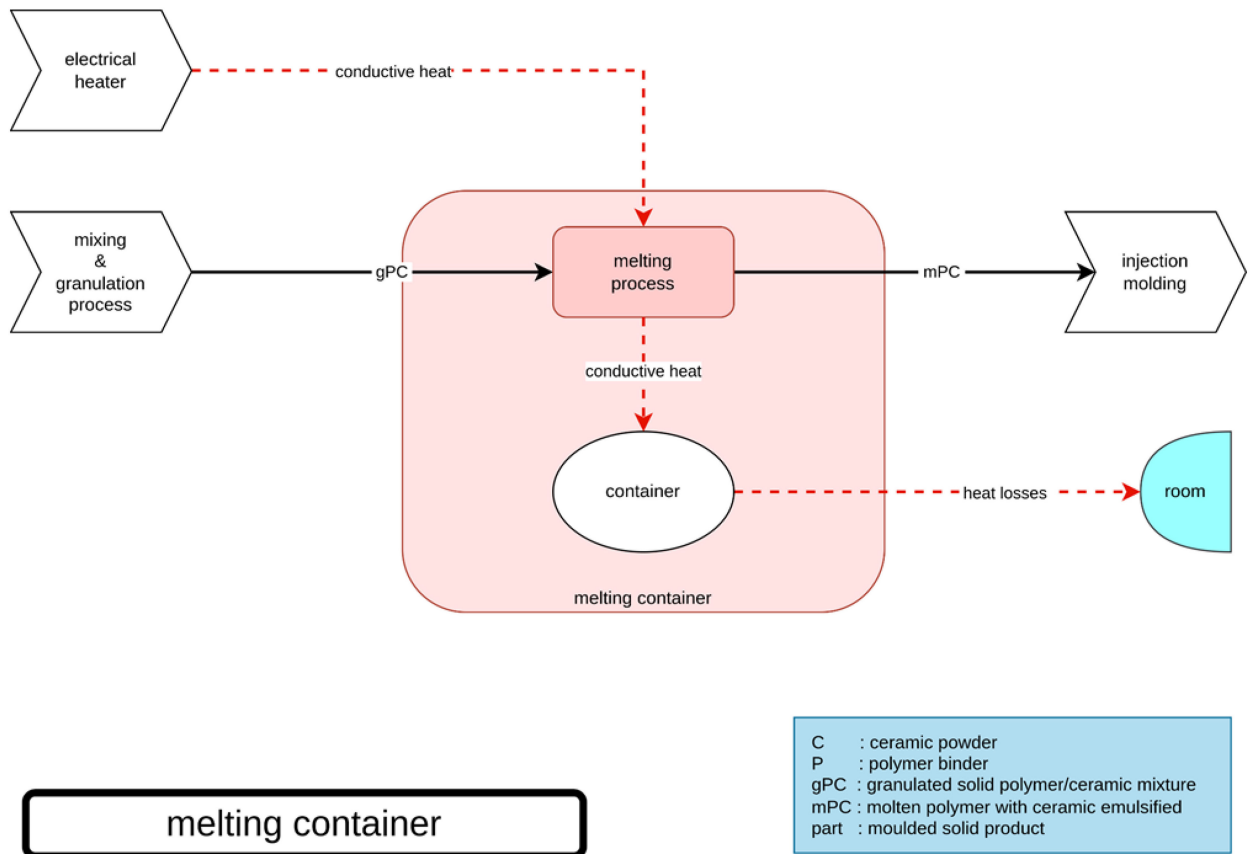 electrical
heater
conductive heat
mixing
&
granulation
process
gPC
melting
process
mPC
injection
molding
conductive heat
container
heat losses
room
melting container
C : ceramic powder
P : polymer binder
gPC : granulated solid polymer/ceramic mixture
mPC : molten polymer with ceramic emulsified
part : moulded solid product
melting container